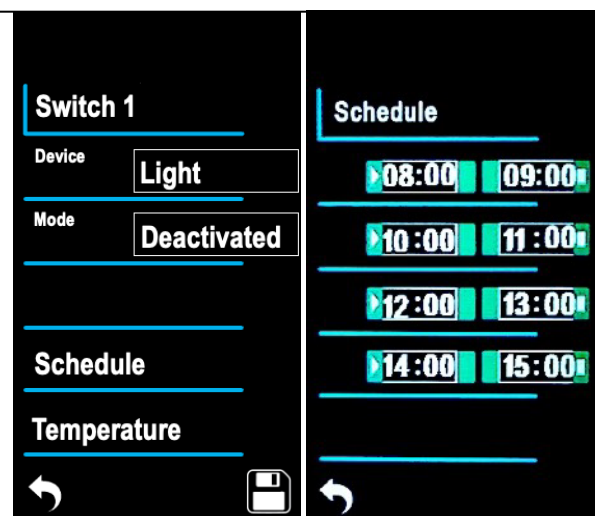 Switch 1
Device
Light
Mode
Deactivated
Schedule
Temperature
Schedule
08:00 09:00
10:00 11:00
12:00 13:00
14:00 15:00